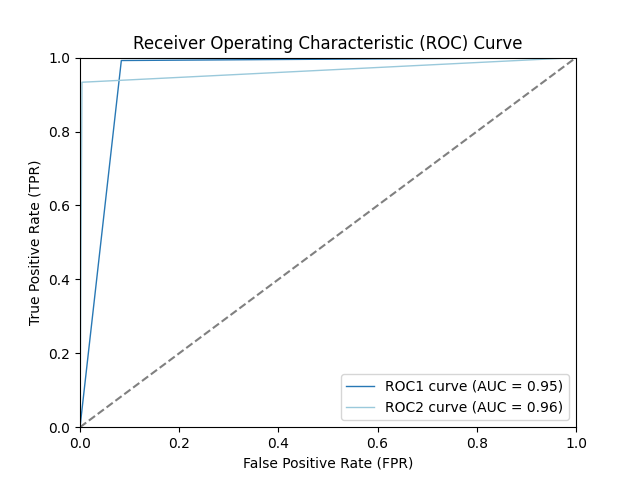 Receiver Operating Characteristic (ROC) Curve
True Positive Rate (TPR)
1.0
0.8
0.6
0.4
0.2
0.0
ROC1 curve (AUC = 0.95)
ROC2 curve (AUC = 0.96)
0.0 0.2 0.4 0.6 0.8 1.0
False Positive Rate (FPR)